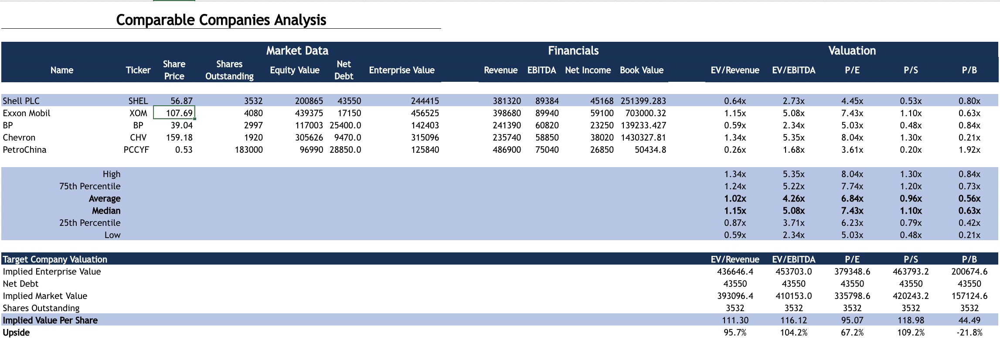 Comparable Companies Analysis
Market Data Financials Valuation
Name Ticker Share Price Shares Outstanding Equity Value Net Debt Enterprise Value Revenue EBITDA Net Income Book Value EV/Revenue EV/EBITDA P/E P/S P/B
Shell PLC SHEL 56.87 3532 200865 43550 244415 381320 89384 45168 251399.283 0.64x 2.73x 4.45x 0.53x 0.80x
Exxon Mobil XOM 107.69 4080 439375 17150 456525 398680 89940 59100 703000.32 1.15x 5.08x 7.43x 1.10x 0.63x
BP BP 39.04 2997 117003 25400.0 142403 241390 60820 23250 139233.427 0.59x 2.34x 5.03x 0.48x 0.84x
Chevron CHV 159.18 1920 305626 9470.0 315096 235740 58850 38020 1430327.81 1.34x 5.35x 8.04x 1.30x 0.21x
PetroChina PCCYF 0.53 183000 96990 28850.0 125840 486900 75040 26850 50434.8 0.26x 1.68x 3.61x 0.20x 1.92x
High 1.34x 5.35x 8.04x 1.30x 0.84x
75th Percentile 1.24x 5.22x 7.74x 1.20x 0.73x
Average 1.02x 4.26x 6.84x 0.96x 0.56x
Median 1.15x 5.08x 7.43x 1.10x 0.63x
25th Percentile 0.87x 3.71x 6.23x 0.79x 0.42x
Low 0.59x 2.34x 5.03x 0.48x 0.21x
Target Company Valuation EV/Revenue EV/EBITDA P/E P/S P/B
Implied Enterprise Value 436646.4 453703.0 379348.6 463793.2 200674.6
Net Debt 43550 43550 43550 43550 43550
Implied Market Value 393096.4 410153.0 335798.6 420243.2 157124.6
Shares Outstanding 3532 3532 3532 3532 3532
Implied Value Per Share 111.30 116.12 95.07 118.98 44.49
Upside 95.7% 104.2% 67.2% 109.2% -21.8%